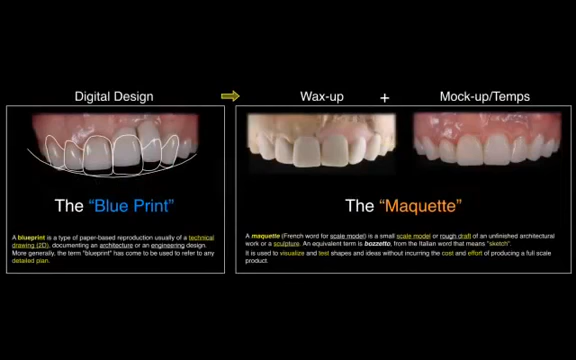 Digital Design
Wax-up + Mock-up/Temps
The “Blue Print”
The “Maquette”
A blueprint is a type of paper-based reproduction usually of a technical
drawing (2D), documenting an architecture or an engineering design.
More generally, the term "blueprint" has come to be used to refer to any
detailed plan.
A maquette (French word for scale model) is a small scale model or rough draft of an unfinished architectural
work or a sculpture. An equivalent term is bozzetto, from the Italian word that means "sketch".
It is used to visualize and test shapes and ideas without incurring the cost and effort of producing a full scale
product.